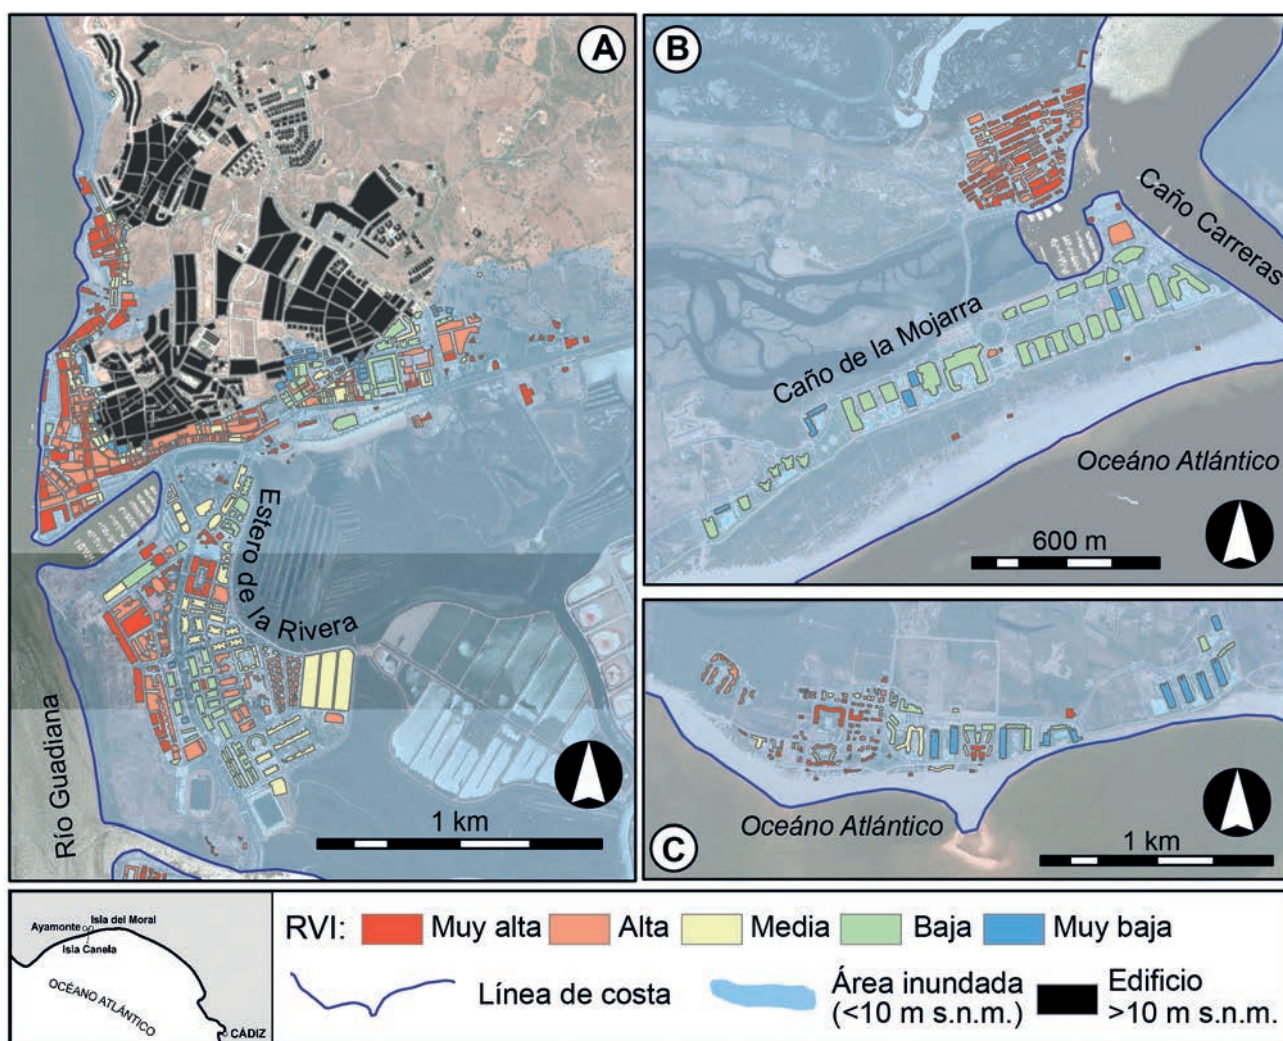 A
Estero de la Rivera
Río Guadiana
1 km
B
Caño Carreras
Caño de la Mojarra
Oceáno Atlántico
600 m
C
Oceáno Atlántico
1 km
Isla del Moral
Ayamonte
Isla Canela
OCÉANO ATLÁNTICO
CÁDIZ
RVI: Muy alta Alta Media Baja Muy baja
Línea de costa
Área inundada
(<10 m s.n.m.)
Edificio
>10 m s.n.m.